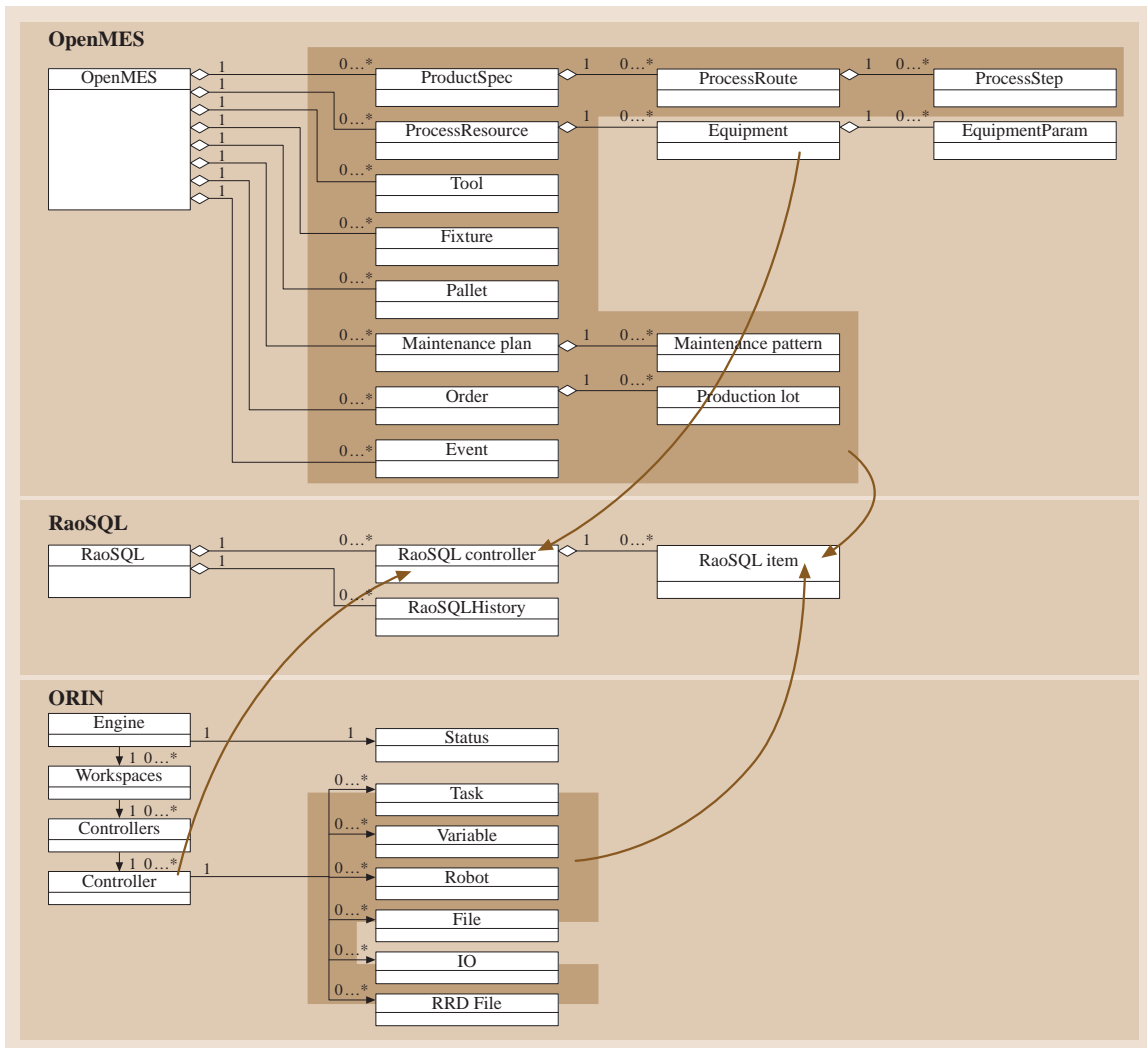 OpenMES
OpenMES
1
0…*
ProductSpec
1
0…*
ProcessRoute
1
0…*
ProcessStep
1
0…*
ProcessResource
1
0…*
Equipment
1
0…*
EquipmentParam
1
0…*
Tool
1
0…*
Fixture
1
0…*
Pallet
1
0…*
Maintenance plan
1
0…*
Maintenance pattern
1
0…*
Order
1
0…*
Production lot
1
0…*
Event
RaoSQL
RaoSQL
1
0…*
RaoSQL controller
1
0…*
RaoSQL item
1
0…*
RaoSQLHistory
ORIN
Engine
1
1
Status
1 0…*
Workspaces
1 0…*
Controllers
1 0…*
Controller
1
0…*
Task
0…*
Variable
0…*
Robot
0…*
File
0…*
IO
0…*
RRD File